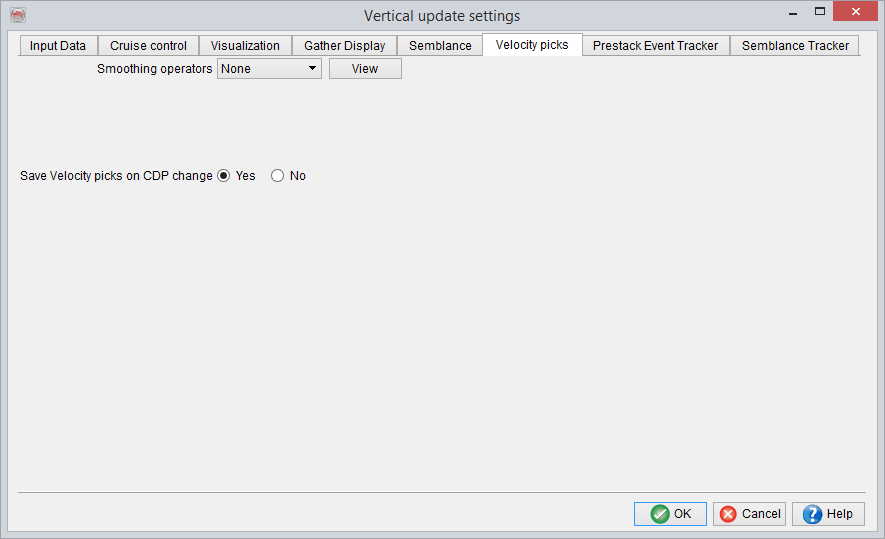 Vertical update settings
Input Data Cruise control Visualization Gather Display Semblance Velocity picks Prestack Event Tracker Semblance Tracker
Smoothing operators None View
Save Velocity picks on CDP change Yes No
OK Cancel Help